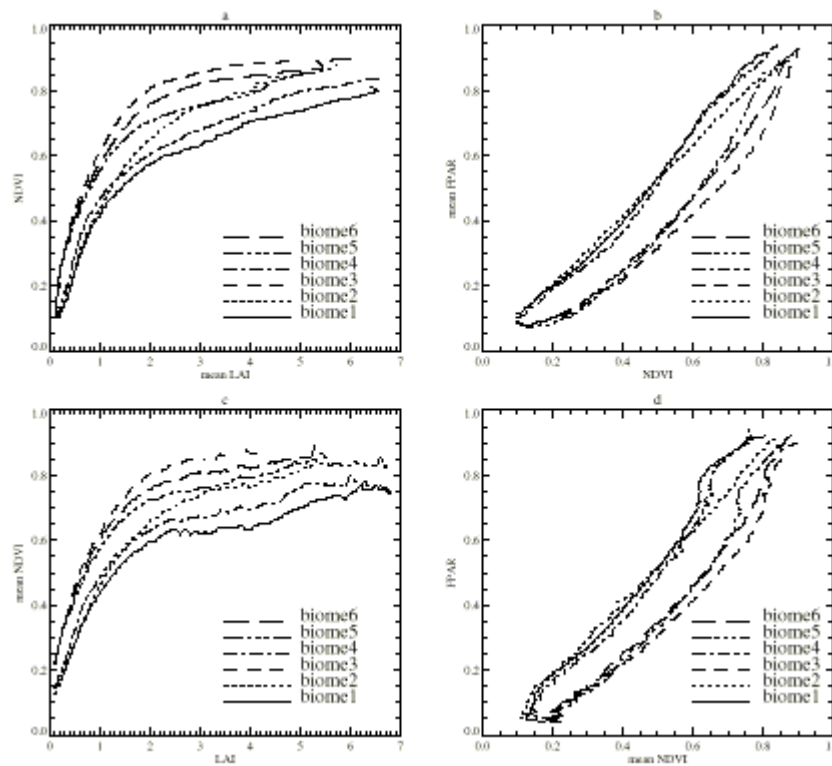 a
1.0
0.8
0.6
0.4
0.2
0.0
NDVI
biome6
biome5
biome4
biome3
biome2
biome1
0 1 2 3 4 5 6 7
mean LAI
b
1.0
0.8
0.6
0.4
0.2
0.0
mean FPAR
biome6
biome5
biome4
biome3
biome2
biome1
0.0 0.2 0.4 0.6 0.8 1
NDVI
c
1.0
0.8
0.6
0.4
0.2
0.0
mean NDVI
biome6
biome5
biome4
biome3
biome2
biome1
0 1 2 3 4 5 6 7
LAI
d
1.0
0.8
0.6
0.4
0.2
0.0
FPAR
biome6
biome5
biome4
biome3
biome2
biome1
0.0 0.2 0.4 0.6 0.8 1
mean NDVI